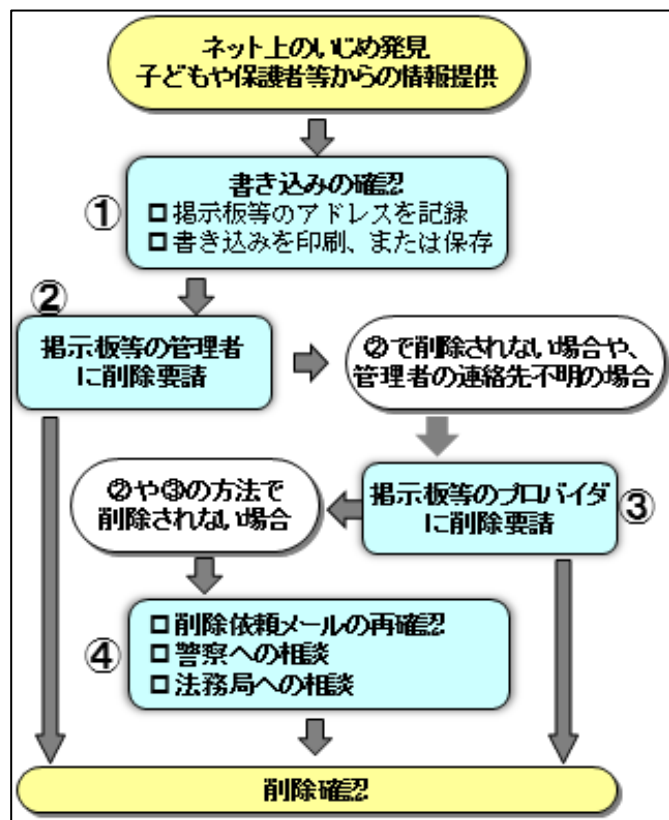 ネット上のいじめ発見
子どもや保護者等からの情報提供
①
書き込みの確認
□掲示板等のアドレスを記録
□書き込みを印刷、または保存
②
掲示板等の管理者
に削除要請
②で削除されない場合や、
管理者の連絡先不明の場合
掲示板等のプロバイダ
に削除要請
③
②や③の方法で
削除されない場合
④
□削除依頼メールの再確認
□警察への相談
□法務局への相談
削除確認